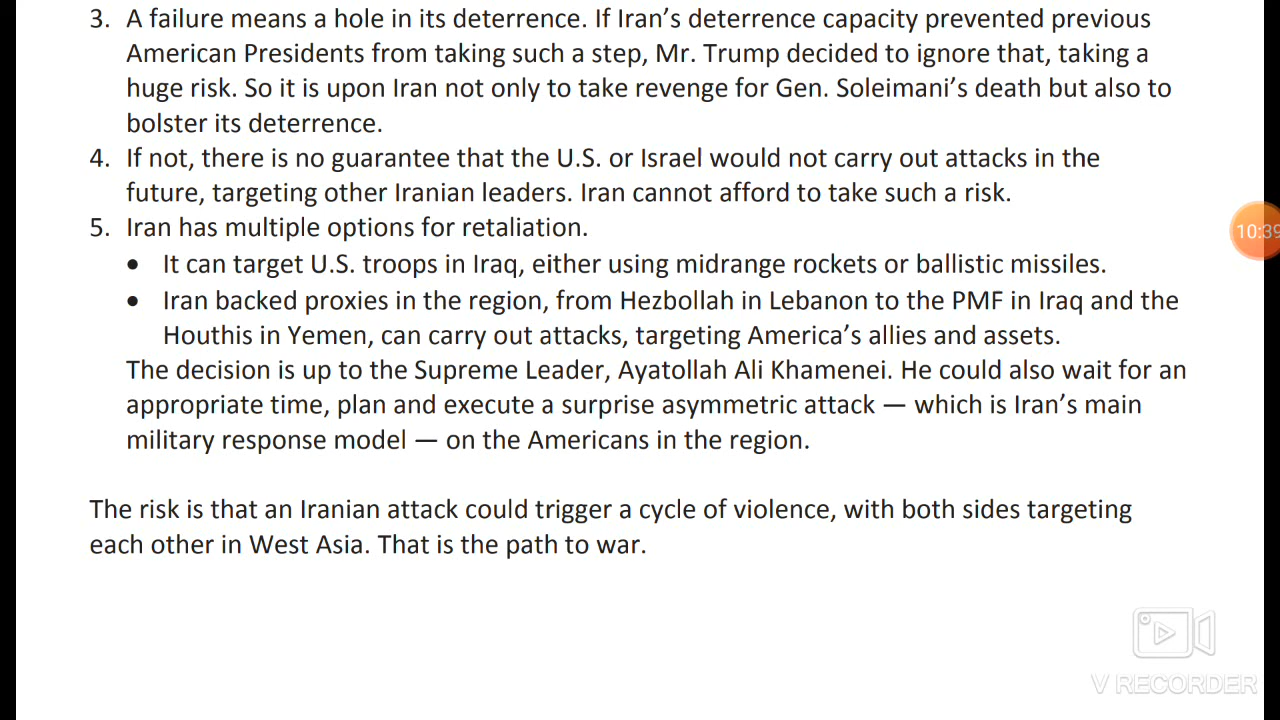 3. A failure means a hole in its deterrence. If Iran’s deterrence capacity prevented previous
American Presidents from taking such a step, Mr. Trump decided to ignore that, taking a
huge risk. So it is upon Iran not only to take revenge for Gen. Soleimani’s death but also to
bolster its deterrence.
4. If not, there is no guarantee that the U.S. or Israel would not carry out attacks in the
future, targeting other Iranian leaders. Iran cannot afford to take such a risk.
5. Iran has multiple options for retaliation.
• It can target U.S. troops in Iraq, either using midrange rockets or ballistic missiles.
• Iran backed proxies in the region, from Hezbollah in Lebanon to the PMF in Iraq and the
Houthis in Yemen, can carry out attacks, targeting America’s allies and assets.
The decision is up to the Supreme Leader, Ayatollah Ali Khamenei. He could also wait for an
appropriate time, plan and execute a surprise asymmetric attack — which is Iran’s main
military response model — on the Americans in the region.
The risk is that an Iranian attack could trigger a cycle of violence, with both sides targeting
each other in West Asia. That is the path to war.
10:39
V RECORDER